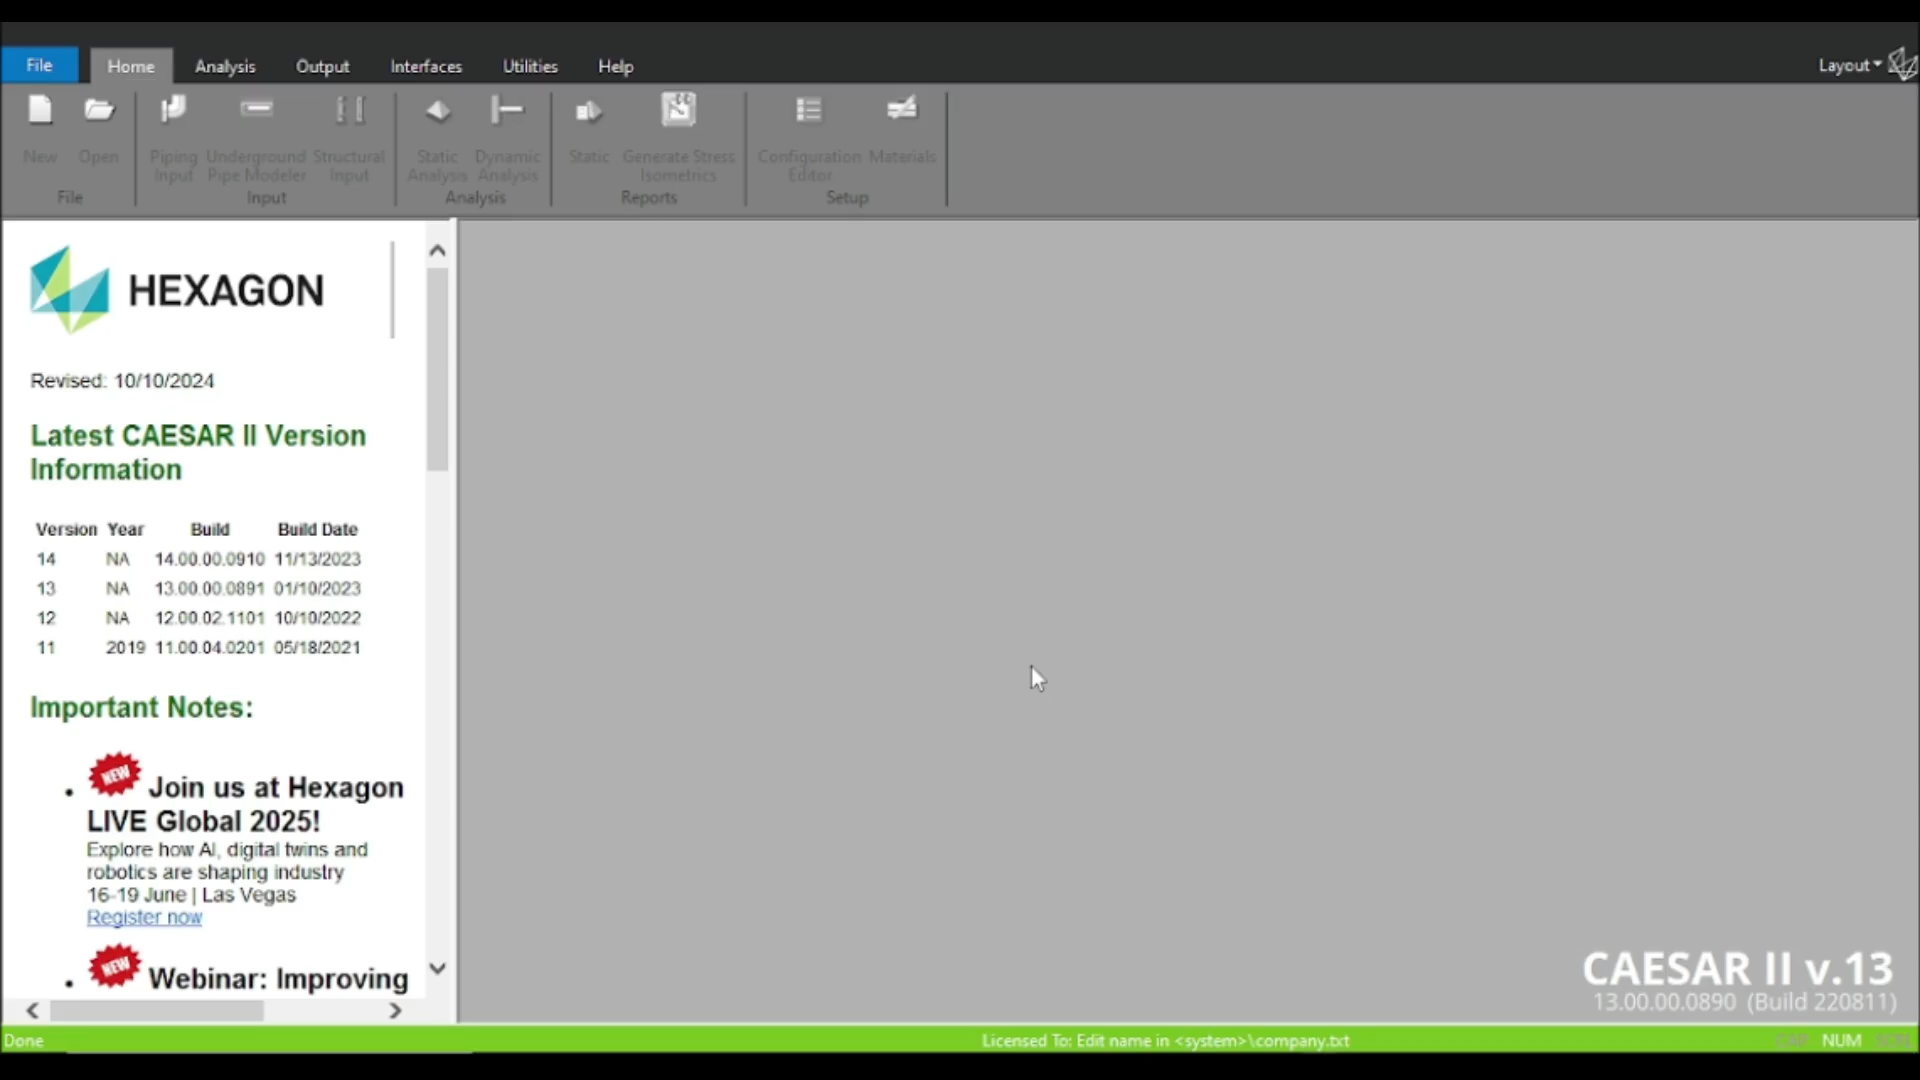 File Home Analysis Output Interfaces Utilities Help Layout
New Open Piping Input Underground Pipe Modeler Structural Input Static Analysis Dynamic Analysis Static Generate Stress Isometrics Configuration Editor Materials
File Input Analysis Reports Setup
HEXAGON
Revised: 10/10/2024
Latest CAESAR II Version
Information
Version Year Build Build Date
14 NA 14.00.00.0910 11/13/2023
13 NA 13.00.00.0891 01/10/2023
12 NA 12.00.02.1101 10/10/2022
11 2019 11.00.04.0201 05/18/2021
Important Notes:
NEW Join us at Hexagon
LIVE Global 2025!
Explore how AI, digital twins and
robotics are shaping industry
16-19 June | Las Vegas
Register now
NEW Webinar: Improving
CAESAR II v.13
13.00.00.0890 (Build 220811)
Done Licensed To: Edit name in <system>\company.txt CAP NUM